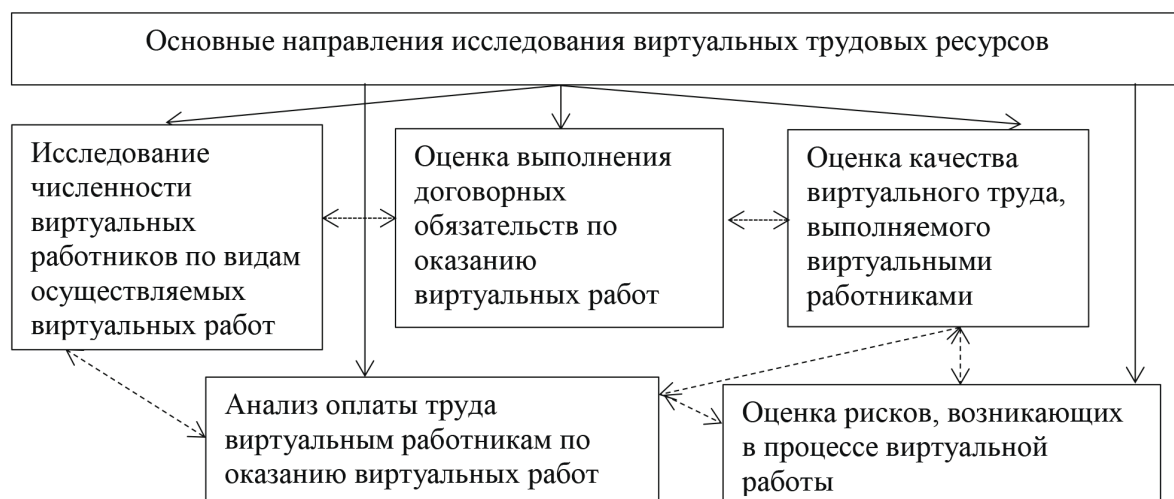 Основные направления исследования виртуальных трудовых ресурсов
Исследование
численности
виртуальных
работников по видам
осуществляемых
виртуальных работ
Оценка выполнения
договорных
обязательств по
оказанию
виртуальных работ
Оценка качества
виртуального труда,
выполняемого
виртуальными
работниками
Анализ оплаты труда
виртуальным работникам по
оказанию виртуальных работ
Оценка рисков, возникающих
в процессе виртуальной
работы